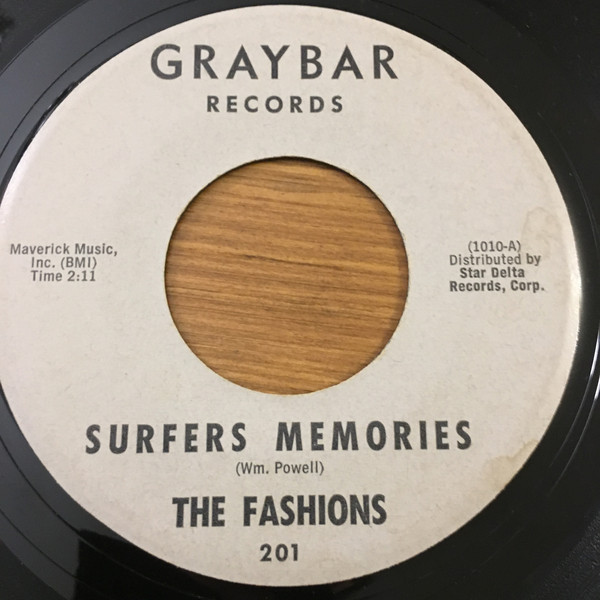 GRAYBAR
RECORDS
Maverick Music,
Inc. (BMI)
Time 2:11
(1010-A)
Distributed by
Star Delta
Records, Corp.
SURFERS MEMORIES
(Wm. Powell)
THE FASHIONS
201